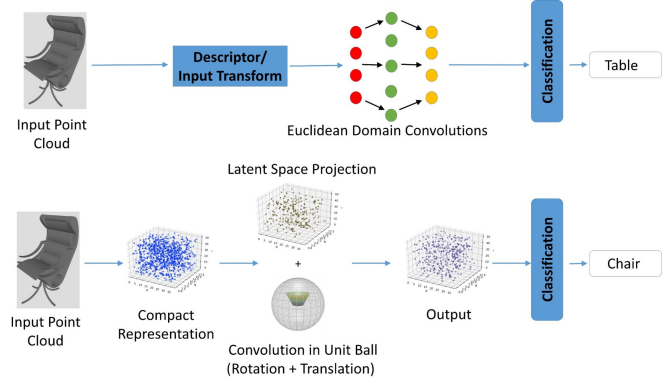 Descriptor/
Input Transform
Classification
Table
Input Point
Cloud
Euclidean Domain Convolutions
Latent Space Projection
+
Classification
Chair
Input Point
Cloud
Compact
Representation
Convolution in Unit Ball
(Rotation + Translation)
Output